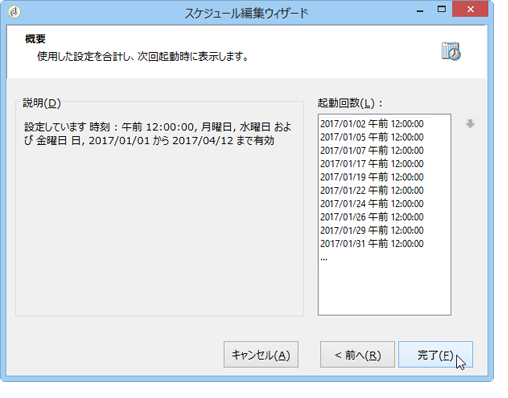 スケジュール編集ウィザード
概要
使用した設定を合計し、次回起動時に表示します。
説明(D)
設定しています 時刻 : 午前 12:00:00, 月曜日, 水曜日 およ
び 金曜日 日, 2017/01/01 から 2017/04/12 まで有効
起動回数(L) :
2017/01/02 午前 12:00:00
2017/01/05 午前 12:00:00
2017/01/07 午前 12:00:00
2017/01/17 午前 12:00:00
2017/01/19 午前 12:00:00
2017/01/22 午前 12:00:00
2017/01/24 午前 12:00:00
2017/01/26 午前 12:00:00
2017/01/29 午前 12:00:00
2017/01/31 午前 12:00:00
...
キャンセル(A)
< 前へ(R)
完了(F)